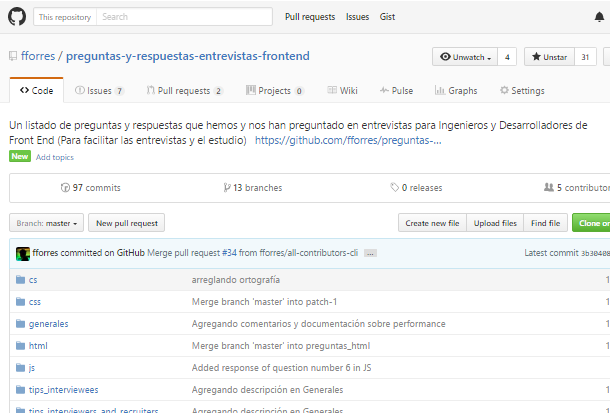 This repository Search Pull requests Issues Gist
fforres / preguntas-y-respuestas-entrevistas-frontend Unwatch 4 Unstar 31
Code Issues 7 Pull requests 2 Projects 0 Wiki Pulse Graphs Settings
Un listado de preguntas y respuestas que hemos y nos han preguntado en entrevistas para Ingenieros y Desarrolladores de
Front End (Para facilitar las entrevistas y el estudio) https://github.com/fforres/preguntas-...
New Add topics
97 commits 13 branches 0 releases 5 contributor
Branch: master New pull request Create new file Upload files Find file Clone or
fforres committed on GitHub Merge pull request #34 from fforres/all-contributors-cli ... Latest commit 3b30408
cs arreglando ortografía 1
css Merge branch 'master' into patch-1 1
generales Agregando comentarios y documentación sobre performance 1
html Merge branch 'master' into preguntas_html 1
js Added response of question number 6 in JS 1
tips_interviewees Agregando descripción en Generales 1
tips_interviewers_and_recruiters Agregando descripción en Generales 1